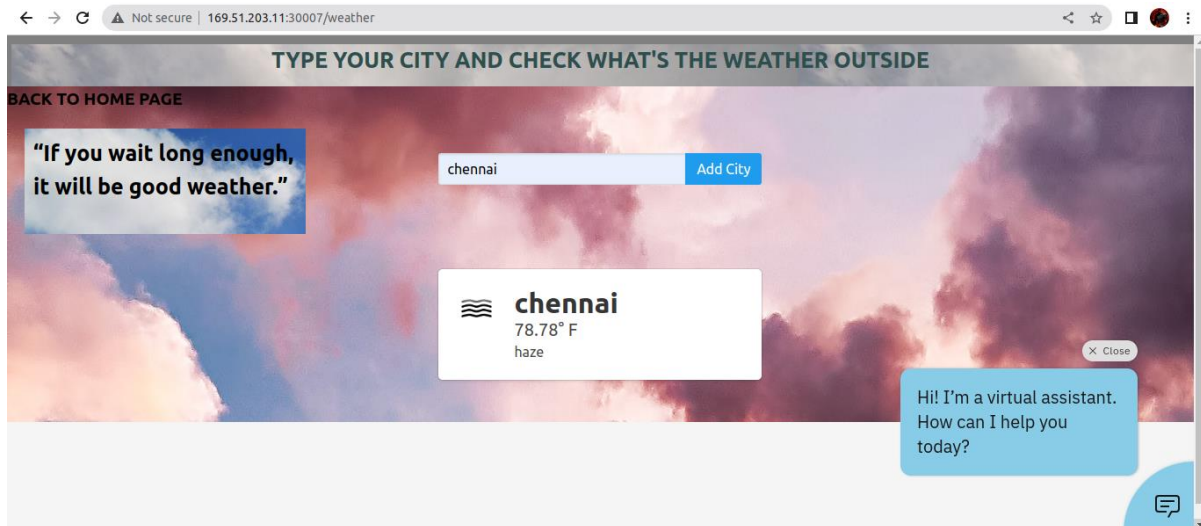 Not secure | 169.51.203.11:30007/weather
TYPE YOUR CITY AND CHECK WHAT'S THE WEATHER OUTSIDE
BACK TO HOME PAGE
“If you wait long enough,
it will be good weather.”
chennai
Add City
chennai
78.78° F
haze
× Close
Hi! I’m a virtual assistant.
How can I help you
today?